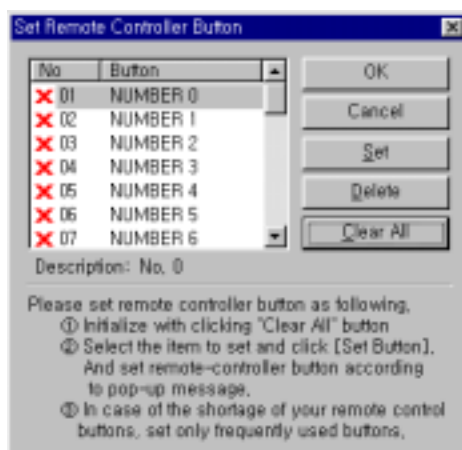 Set Remote Controller Button
No Button
01 NUMBER 0
02 NUMBER 1
03 NUMBER 2
04 NUMBER 3
05 NUMBER 4
06 NUMBER 5
07 NUMBER 6
OK
Cancel
Set
Delete
Clear All
Description: No, 0
Please set remote controller button as following,
① Initialize with clicking "Clear All" button
② Select the item to set and click [Set Button],
And set remote-controller button according
to pop-up message,
③ In case of the shortage of your remote control
buttons, set only frequently used buttons,